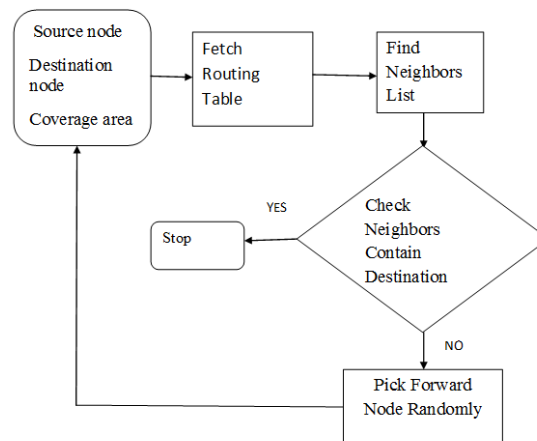 Source node
Destination
node
Coverage area
Fetch
Routing
Table
Find
Neighbors
List
Check
Neighbors
Contain
Destination
YES
Stop
NO
Pick Forward
Node Randomly